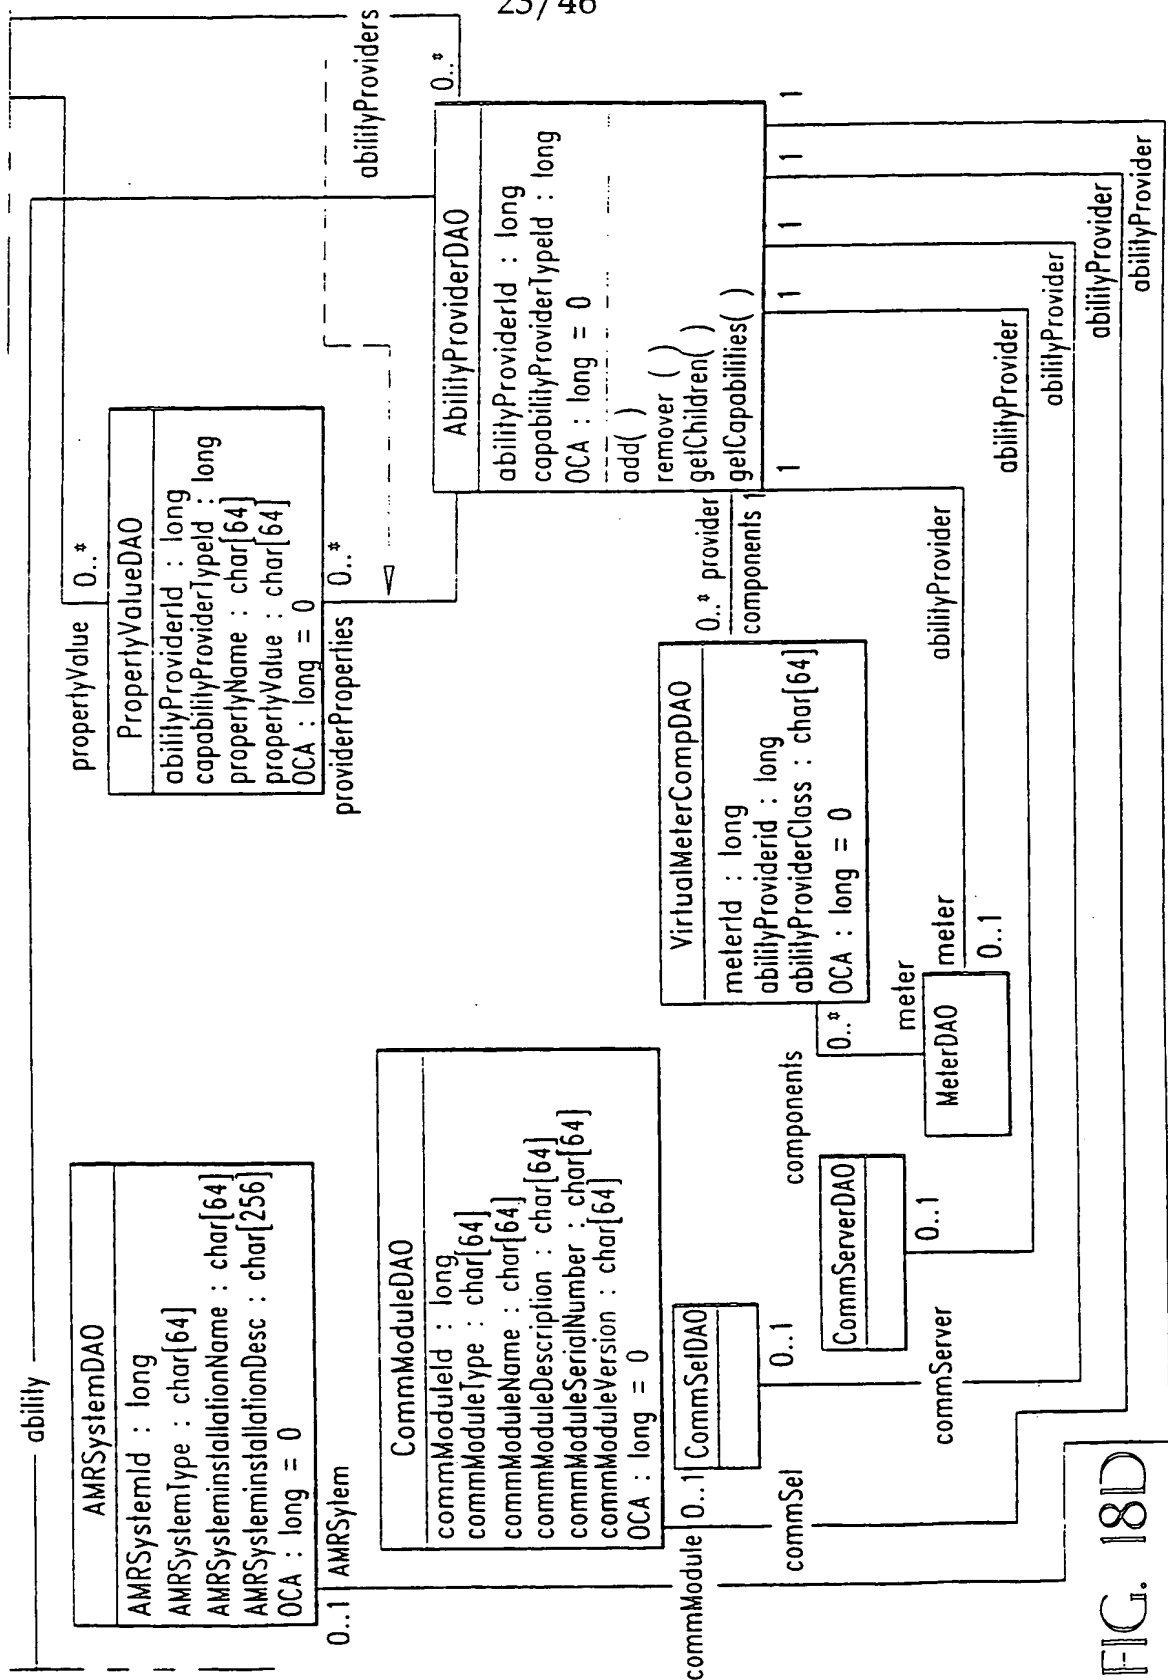 23/46
ability
AMRSystemDAO
AMRSystemId : long
AMRSystemType : char[64]
AMRSysteminstallationName : char[64]
AMRSysteminstallationDesc : char[256]
OCA : long = 0
0..1 AMRSylem
propertyValue 0..*
PropertyValueDAO
abilityProviderId : long
capabilityProviderTypeId : long
propertyName : char[64]
propertyValue : char[64]
OCA : long = 0
providerProperties 0..*
abilityProviders
0..*
AbilityProviderDAO
abilityProviderId : long
capabilityProviderTypeId : long
OCA : long = 0
add( )
remover ( )
getChildren( )
getCapabilities( )
CommModuleDAO
commModuleId : long
commModuleType : char[64]
commModuleName : char[64]
commModuleDescription : char[64]
commModuleSerialNumber : char[64]
commModuleVersion : char[64]
OCA : long = 0
commModule 0..1
0..* provider
components 1
VirtualMeterCompDAO
meterId : long
abilityProviderid : long
abilityProviderClass : char[64]
OCA : long = 0
components 0..*
meter
MeterDAO
meter
0..1
abilityProvider
1
CommSetDAO
0..1
commSet
CommServerDAO
0..1
commServer
abilityProvider
1
abilityProvider
1
abilityProvider
1
abilityProvider
1
FIG. 18D